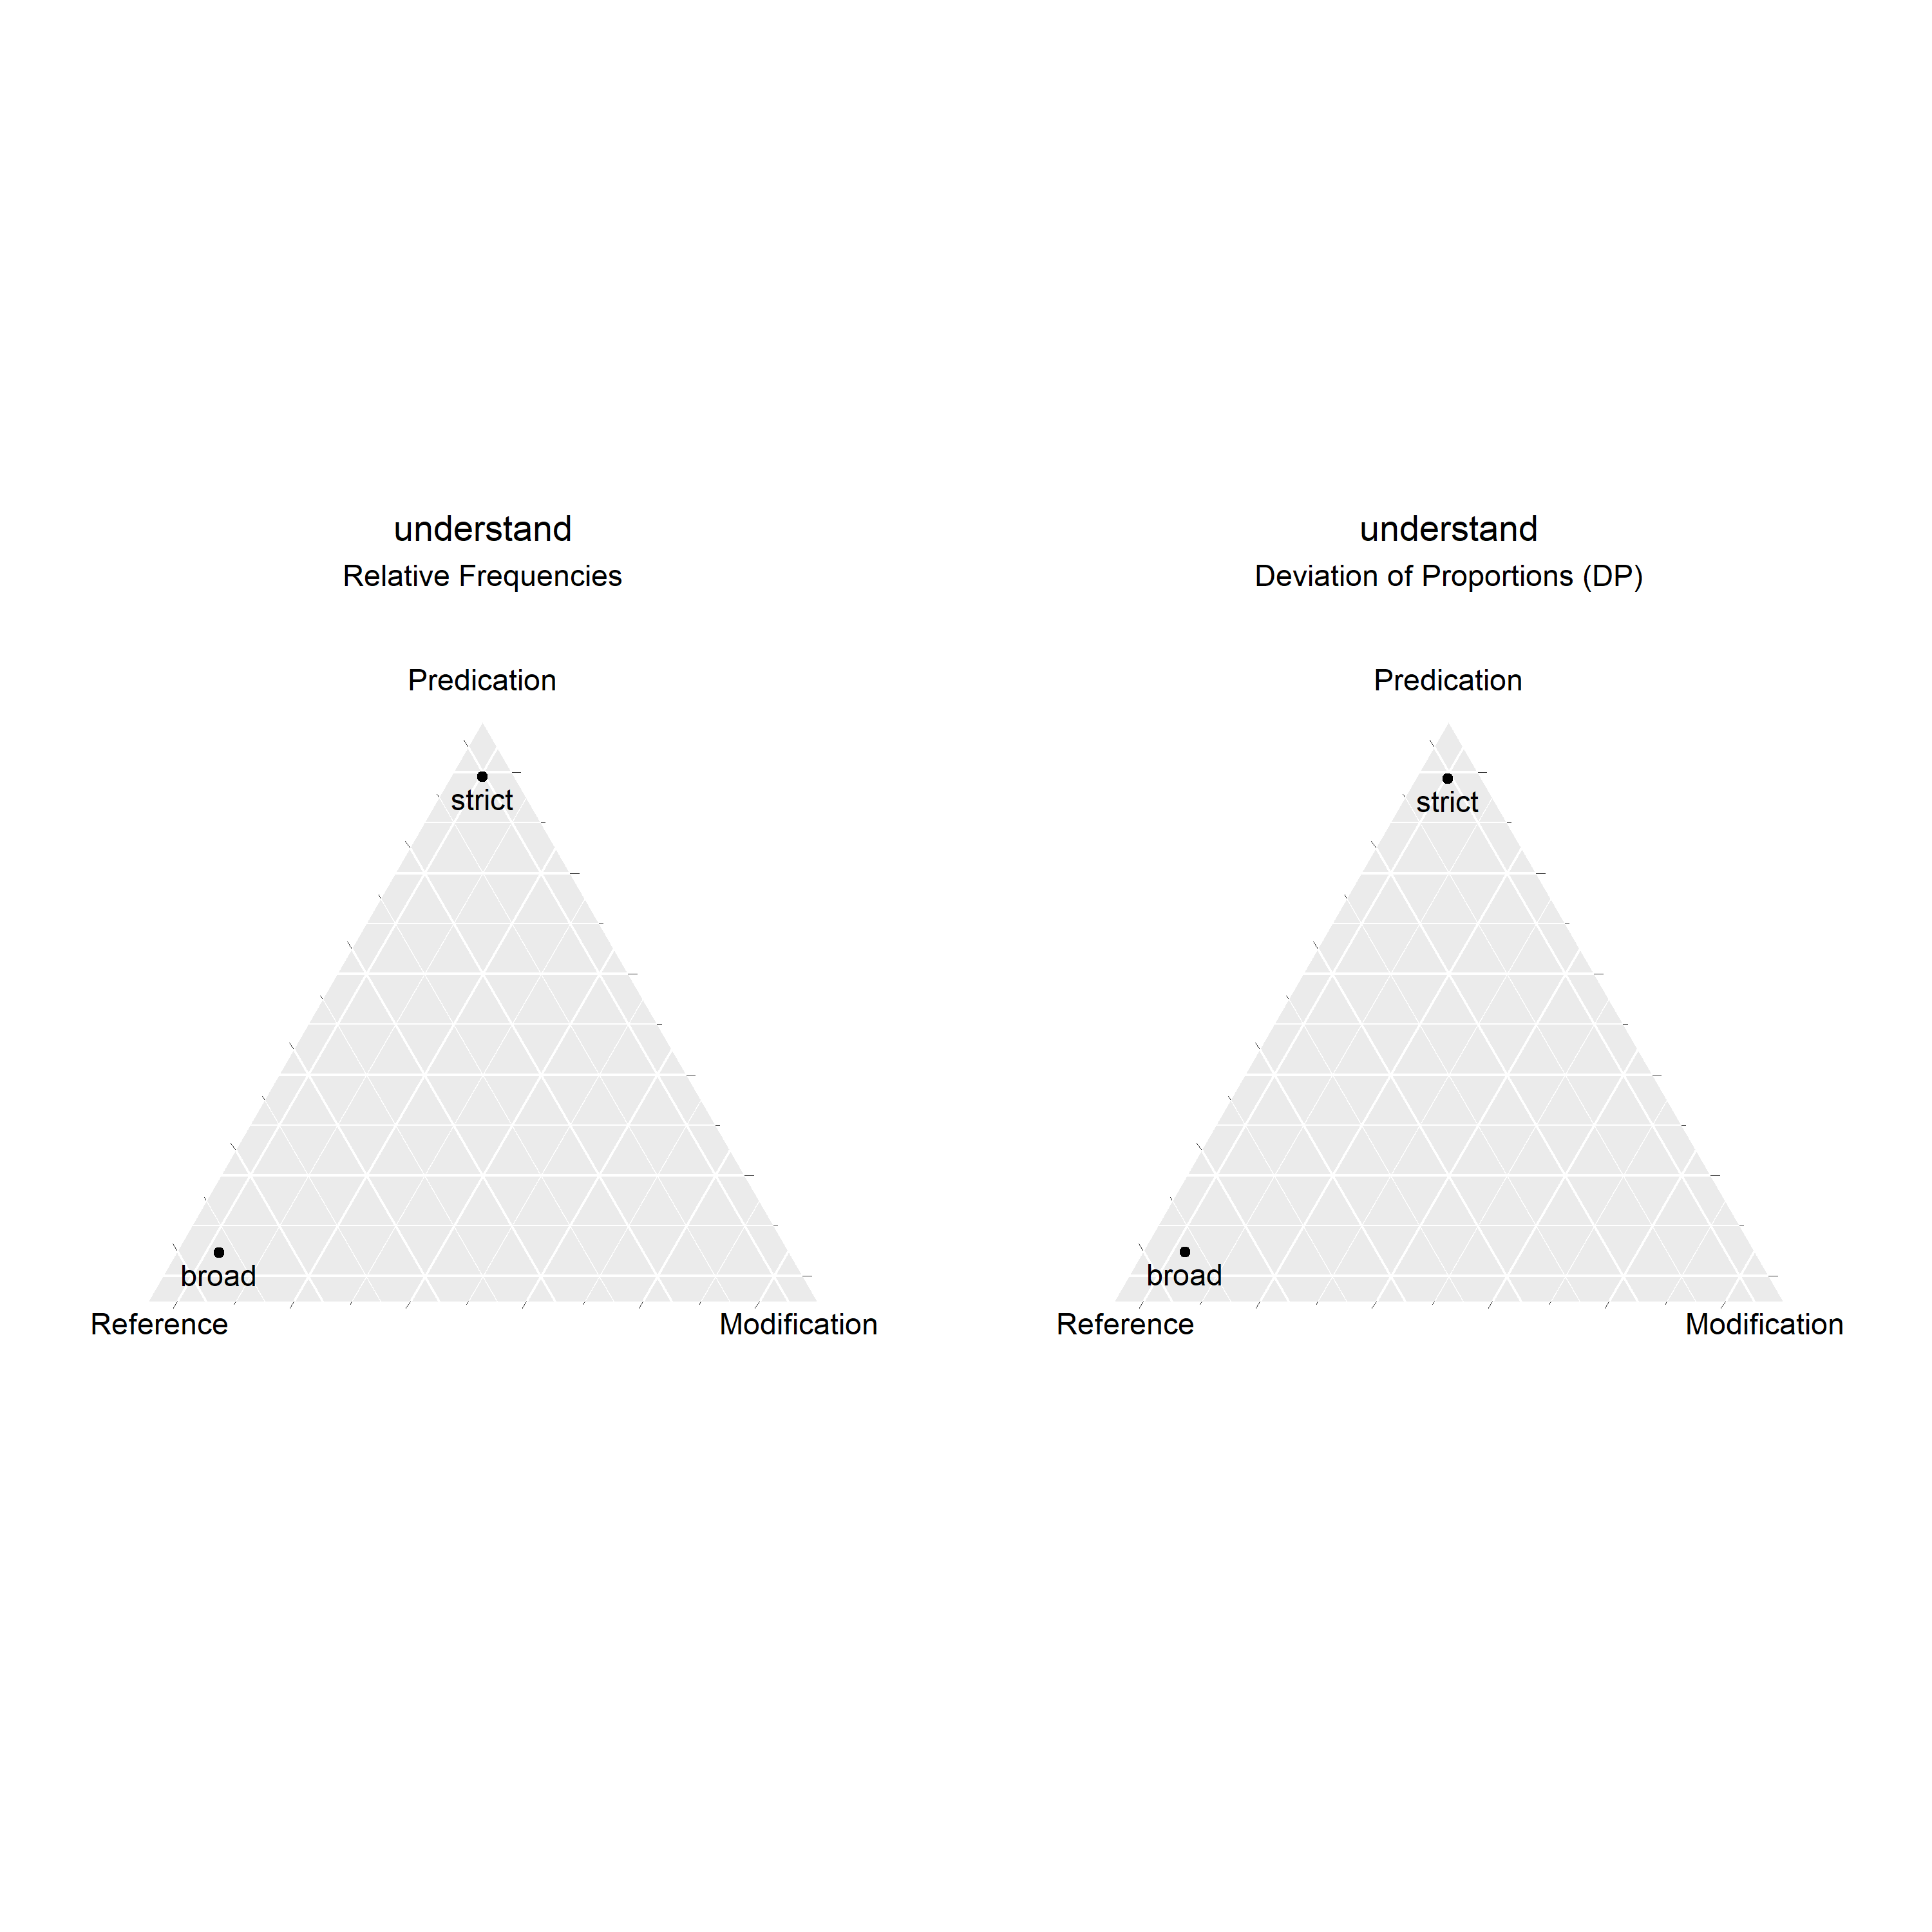 understand
Relative Frequencies
Predication
strict
broad
Reference
Modification
understand
Deviation of Proportions (DP)
Predication
strict
broad
Reference
Modification